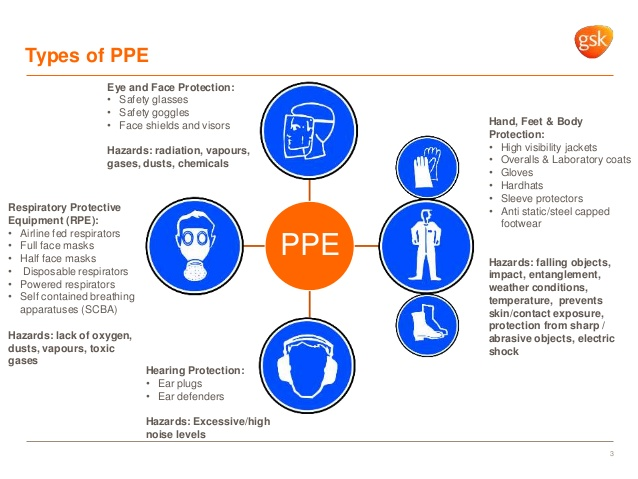 Types of PPE
gsk
Eye and Face Protection:
• Safety glasses
• Safety goggles
• Face shields and visors
Hazards: radiation, vapours,
gases, dusts, chemicals
Hand, Feet & Body
Protection:
• High visibility jackets
• Overalls & Laboratory coats
• Gloves
• Hardhats
• Sleeve protectors
• Anti static/steel capped
footwear
Hazards: falling objects,
impact, entanglement,
weather conditions,
temperature, prevents
skin/contact exposure,
protection from sharp /
abrasive objects, electric
shock
Respiratory Protective
Equipment (RPE):
• Airline fed respirators
• Full face masks
• Half face masks
• Disposable respirators
• Powered respirators
• Self contained breathing
apparatuses (SCBA)
Hazards: lack of oxygen,
dusts, vapours, toxic
gases
PPE
Hearing Protection:
• Ear plugs
• Ear defenders
Hazards: Excessive/high
noise levels
3